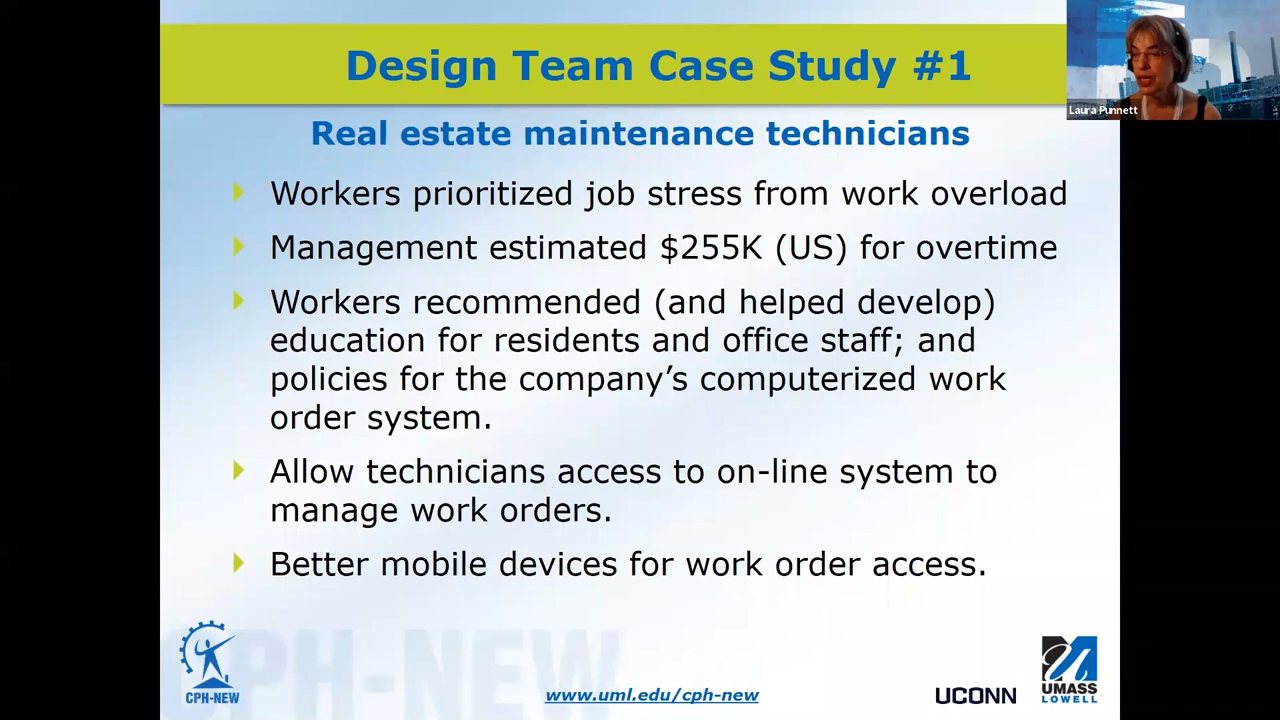 Design Team Case Study #1
Laura Punnett
Real estate maintenance technicians
Workers prioritized job stress from work overload
Management estimated $255K (US) for overtime
Workers recommended (and helped develop)
education for residents and office staff; and
policies for the company’s computerized work
order system.
Allow technicians access to on-line system to
manage work orders.
Better mobile devices for work order access.
CPH-NEW
CPH-NEW
www.uml.edu/cph-new
UCONN
UMASS
LOWELL